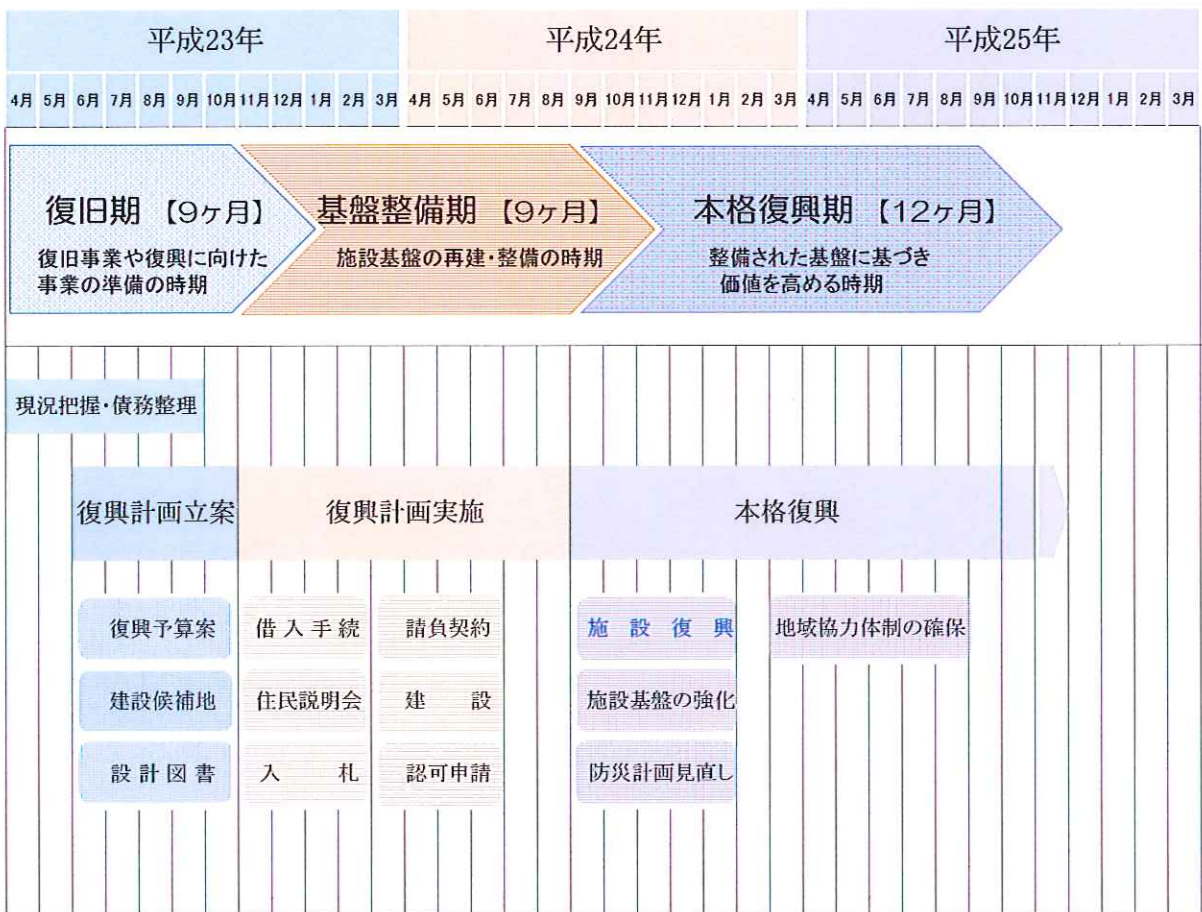 平成23年 平成24年 平成25年
4月 5月 6月 7月 8月 9月 10月 11月 12月 1月 2月 3月 4月 5月 6月 7月 8月 9月 10月 11月 12月 1月 2月 3月 4月 5月 6月 7月 8月 9月 10月 11月 12月 1月 2月 3月
復旧期 【9ヶ月】
復旧事業や復興に向けた
事業の準備の時期
基盤整備期 【9ヶ月】
施設基盤の再建・整備の時期
本格復興期 【12ヶ月】
整備された基盤に基づき
価値を高める時期
現況把握・債務整理
復興計画立案 復興計画実施 本格復興
復興予算案 借入手続 請負契約 施設復興 地域協力体制の確保
建設候補地 住民説明会 建設 施設基盤の強化
設計図書 入札 認可申請 防災計画見直し